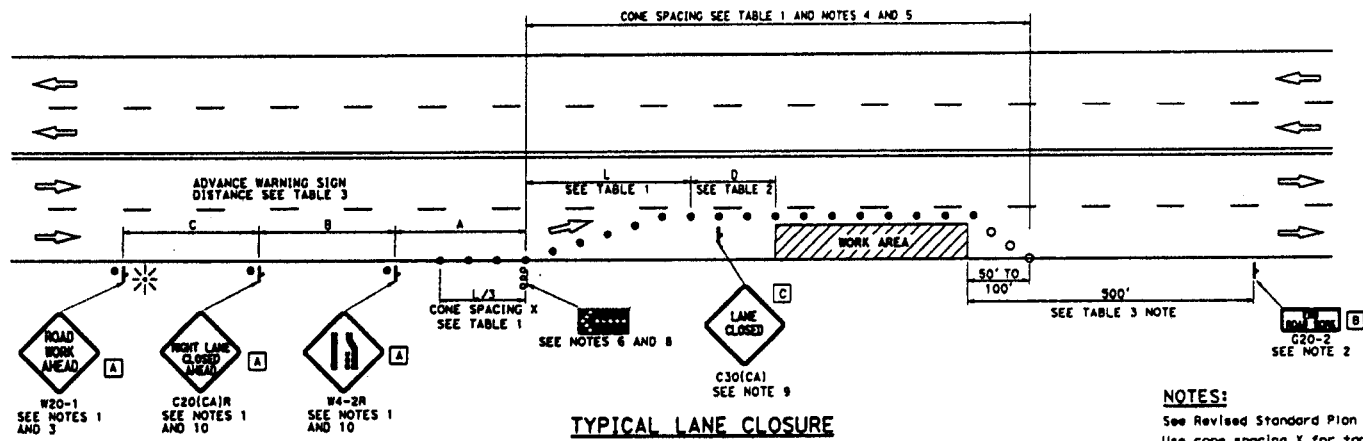 CONE SPACING SEE TABLE 1 AND NOTES 4 AND 5
ADVANCE WARNING SIGN
DISTANCE SEE TABLE 3
L
SEE TABLE 1
D
SEE TABLE 2
C
B
A
WORK AREA
L/3
CONE SPACING X
SEE TABLE 1
SEE NOTES 6 AND 8
50' TO
100'
500'
SEE TABLE 3 NOTE
ROAD
WORK
AHEAD
A
W20-1
SEE NOTES 1
AND 3
RIGHT LANE
CLOSED
AHEAD
A
C20(CA)R
SEE NOTES 1
AND 10
A
W4-2R
SEE NOTES 1
AND 10
LANE
CLOSED
C
C30(CA)
SEE NOTE 9
END
ROAD WORK
B
G20-2
SEE NOTE 2
TYPICAL LANE CLOSURE
NOTES:
See Revised Standard Plan
Use cone spacing X for